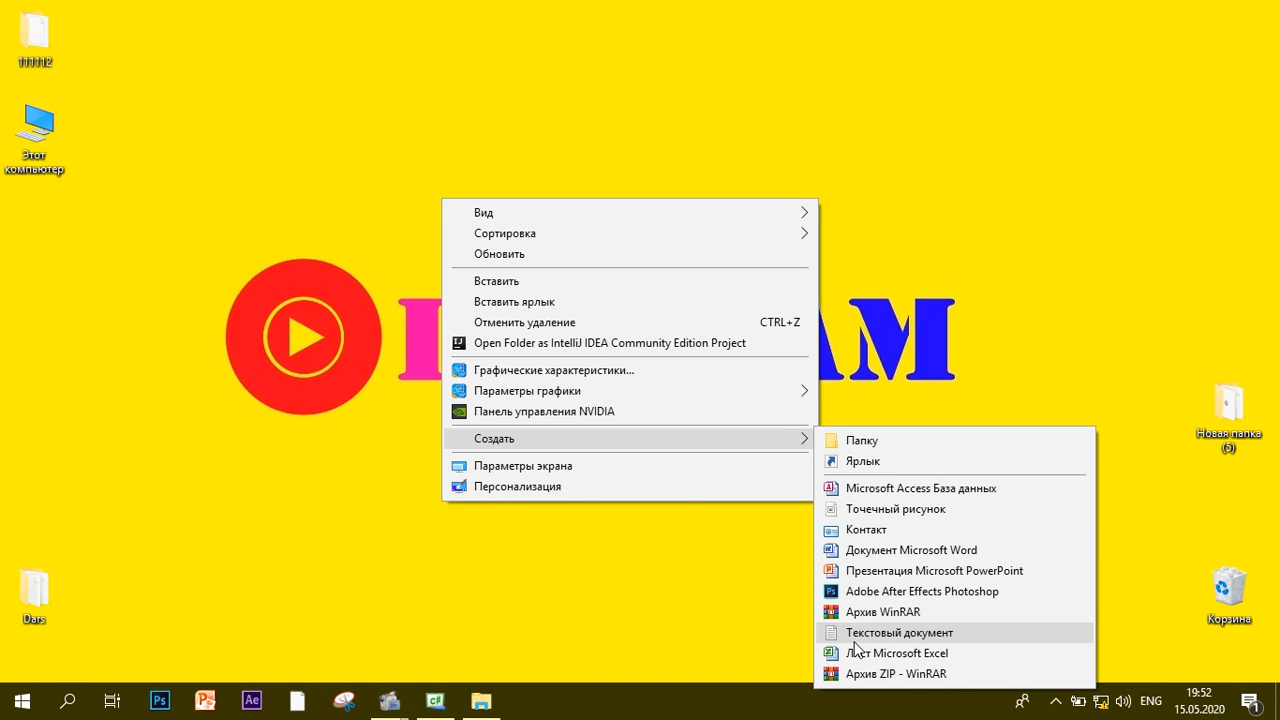 111112
Этот
компьютер
Вид
Сортировка
Обновить
Вставить
Вставить ярлык
Отменить удаление CTRL+Z
Open Folder as IntelliJ IDEA Community Edition Project
Графические характеристики...
Параметры графики
Панель управления NVIDIA
Создать
Параметры экрана
Персонализация
Папку
Ярлык
Microsoft Access База данных
Точечный рисунок
Контакт
Документ Microsoft Word
Презентация Microsoft PowerPoint
Adobe After Effects Photoshop
Архив WinRAR
Текстовый документ
Лист Microsoft Excel
Архив ZIP - WinRAR
Новая папка
(5)
Dars
Корзина
ENG
19:52
15.05.2020